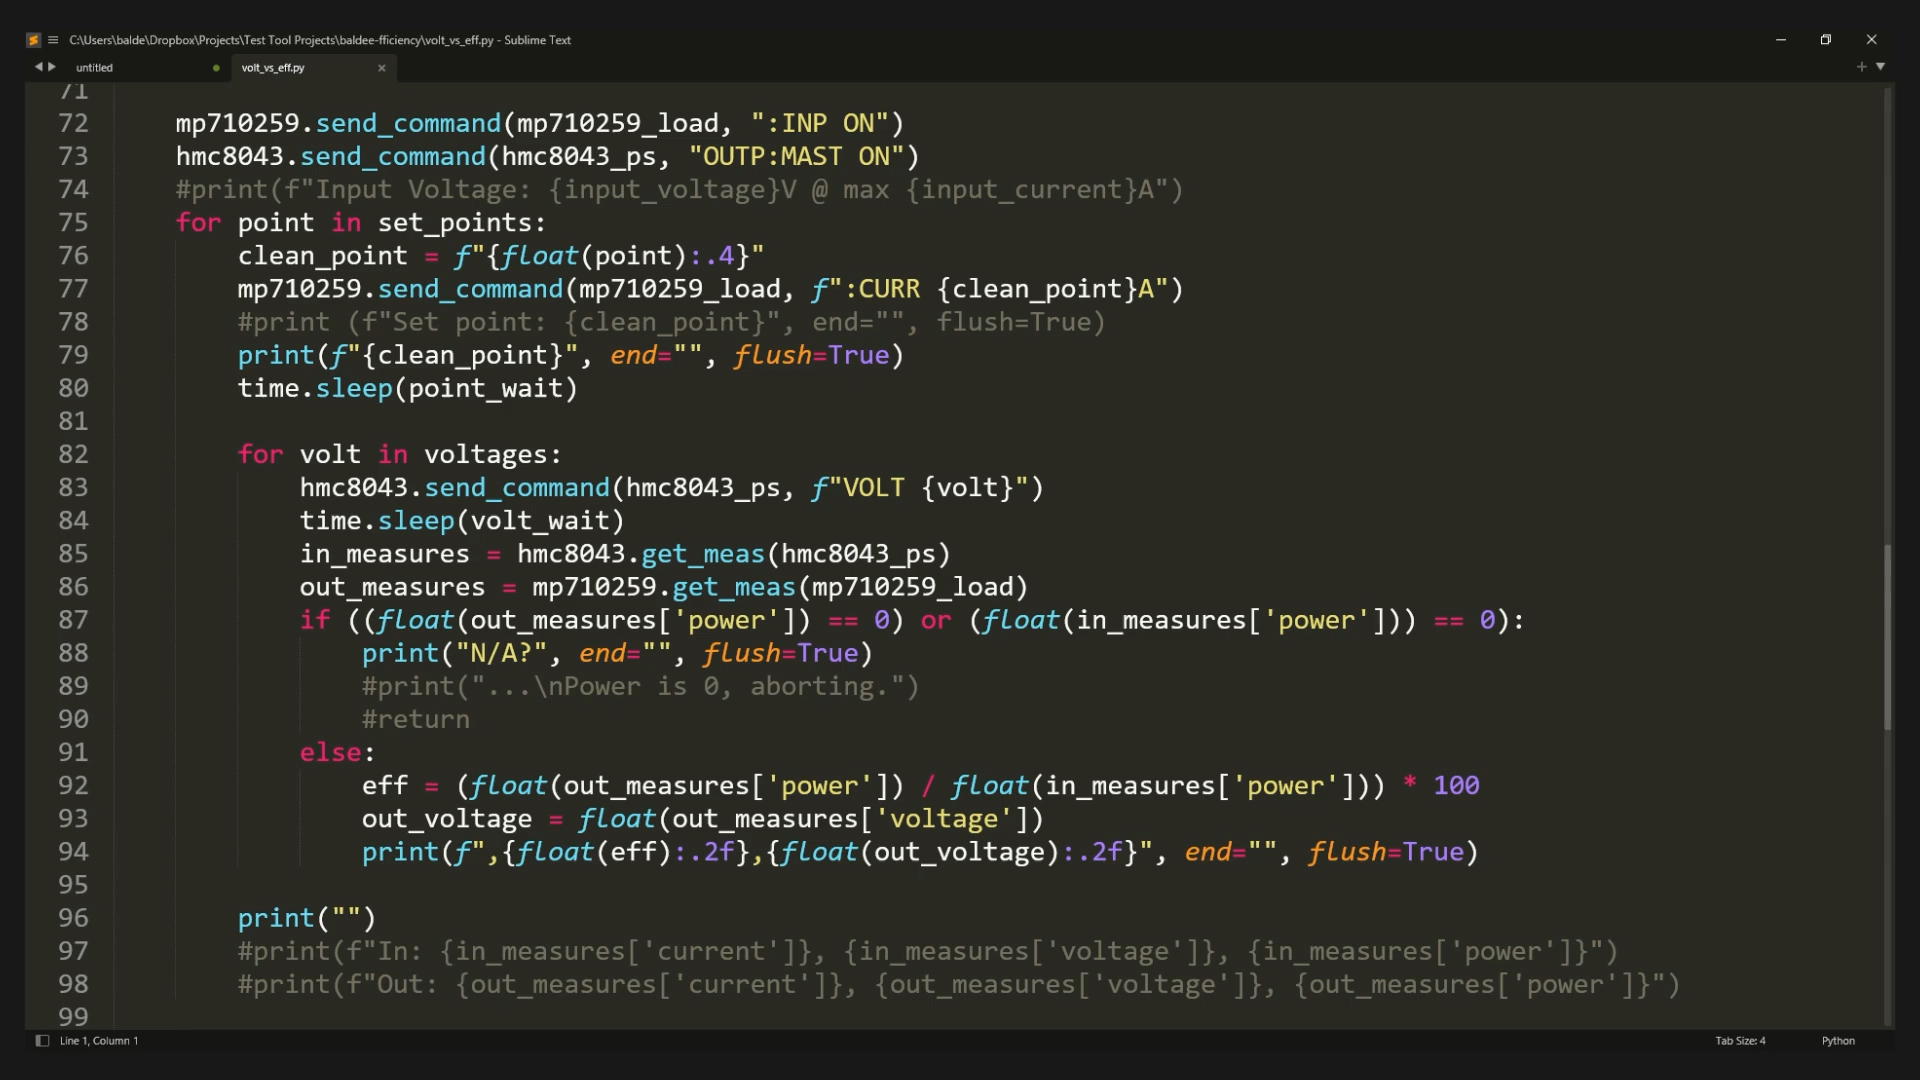 C:\Users\balde\Dropbox\Projects\Test Tool Projects\baldee-fficiency\volt_vs_eff.py - Sublime Text
untitled volt_vs_eff.py
71
72 mp710259.send_command(mp710259_load, ":INP ON")
73 hmc8043.send_command(hmc8043_ps, "OUTP:MAST ON")
74 #print(f"Input Voltage: {input_voltage}V @ max {input_current}A")
75 for point in set_points:
76 clean_point = f"{float(point):.4}"
77 mp710259.send_command(mp710259_load, f":CURR {clean_point}A")
78 #print (f"Set point: {clean_point}", end="", flush=True)
79 print(f"{clean_point}", end="", flush=True)
80 time.sleep(point_wait)
81
82 for volt in voltages:
83 hmc8043.send_command(hmc8043_ps, f"VOLT {volt}")
84 time.sleep(volt_wait)
85 in_measures = hmc8043.get_meas(hmc8043_ps)
86 out_measures = mp710259.get_meas(mp710259_load)
87 if ((float(out_measures['power']) == 0) or (float(in_measures['power'])) == 0):
88 print("N/A?", end="", flush=True)
89 #print("...\nPower is 0, aborting.")
90 #return
91 else:
92 eff = (float(out_measures['power']) / float(in_measures['power'])) * 100
93 out_voltage = float(out_measures['voltage'])
94 print(f",{float(eff):.2f},{float(out_voltage):.2f}", end="", flush=True)
95
96 print("")
97 #print(f"In: {in_measures['current']}, {in_measures['voltage']}, {in_measures['power']}")
98 #print(f"Out: {out_measures['current']}, {out_measures['voltage']}, {out_measures['power']}")
99
Line 1, Column 1 Tab Size: 4 Python